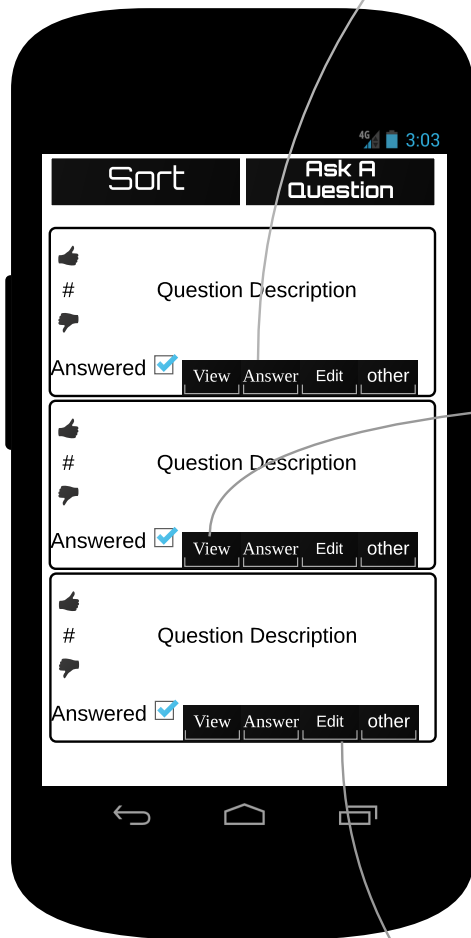 4G 3:03
Sort
Ask A
Question
Question Description
#
Answered View Answer Edit other
Question Description
#
Answered View Answer Edit other
Question Description
#
Answered View Answer Edit other